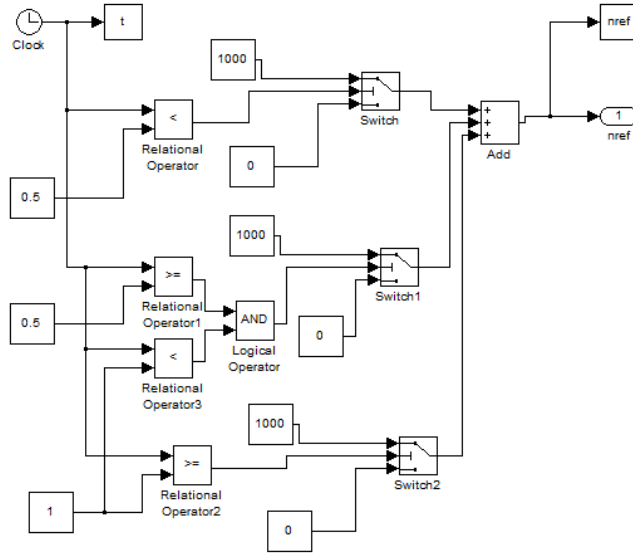 t
nref
Clock
1000
<
Switch
+
+
+
Add
1
nref
Relational
Operator
0
0.5
1000
>=
Switch1
Relational
Operator1
AND
0.5
Logical
Operator
0
<
Relational
Operator3
1000
>=
Switch2
Relational
Operator2
1
0